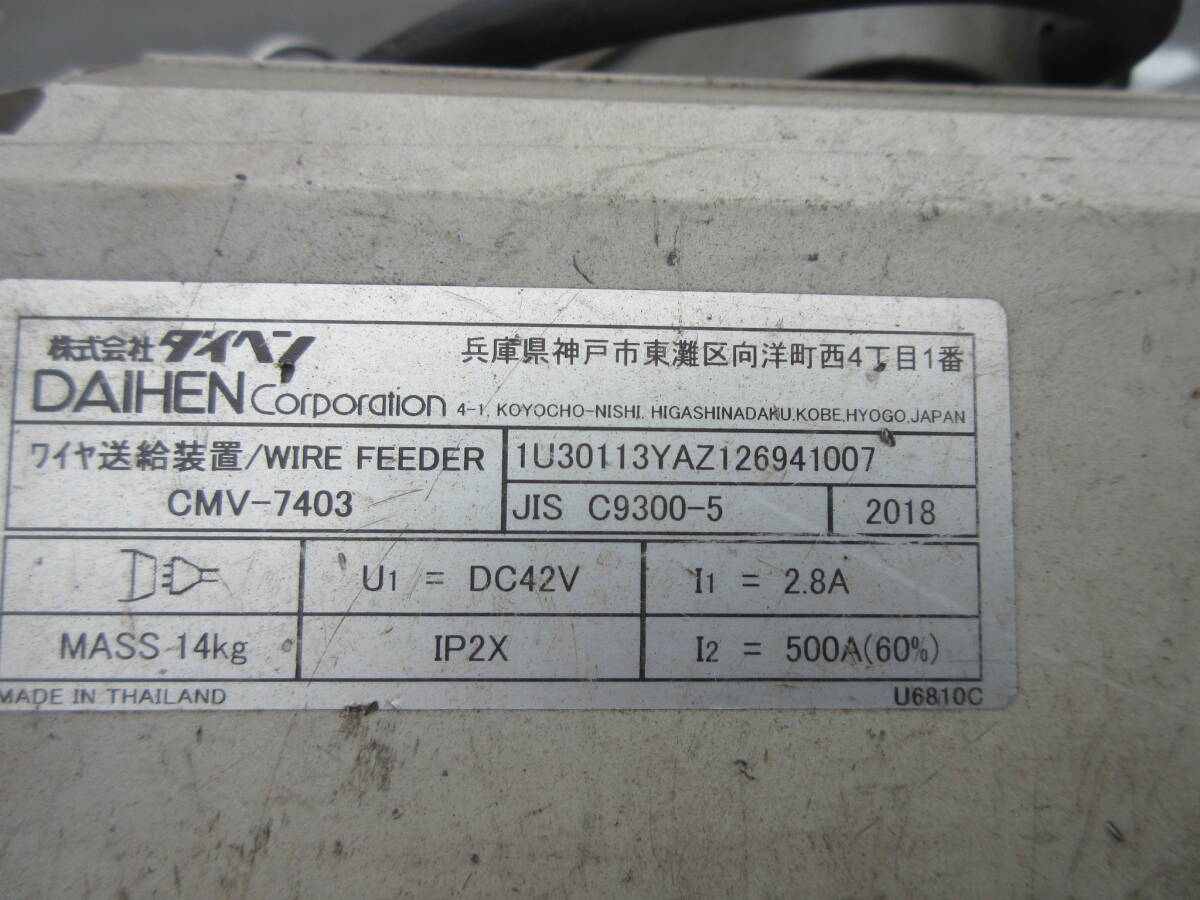 株式会社 ダイヘン
兵庫県神戸市東灘区向洋町西4丁目1番
DAIHEN Corporation 4-1, KOYOCHO-NISHI, HIGASHINADAKU,KOBE,HYOGO,JAPAN
ワイヤ送給装置/WIRE FEEDER
CMV-7403
1U30113YAZ126941007
JIS C9300-5
2018
U1 = DC42V
I1 = 2.8A
MASS 14kg
IP2X
I2 = 500A(60%)
MADE IN THAILAND
U6810C